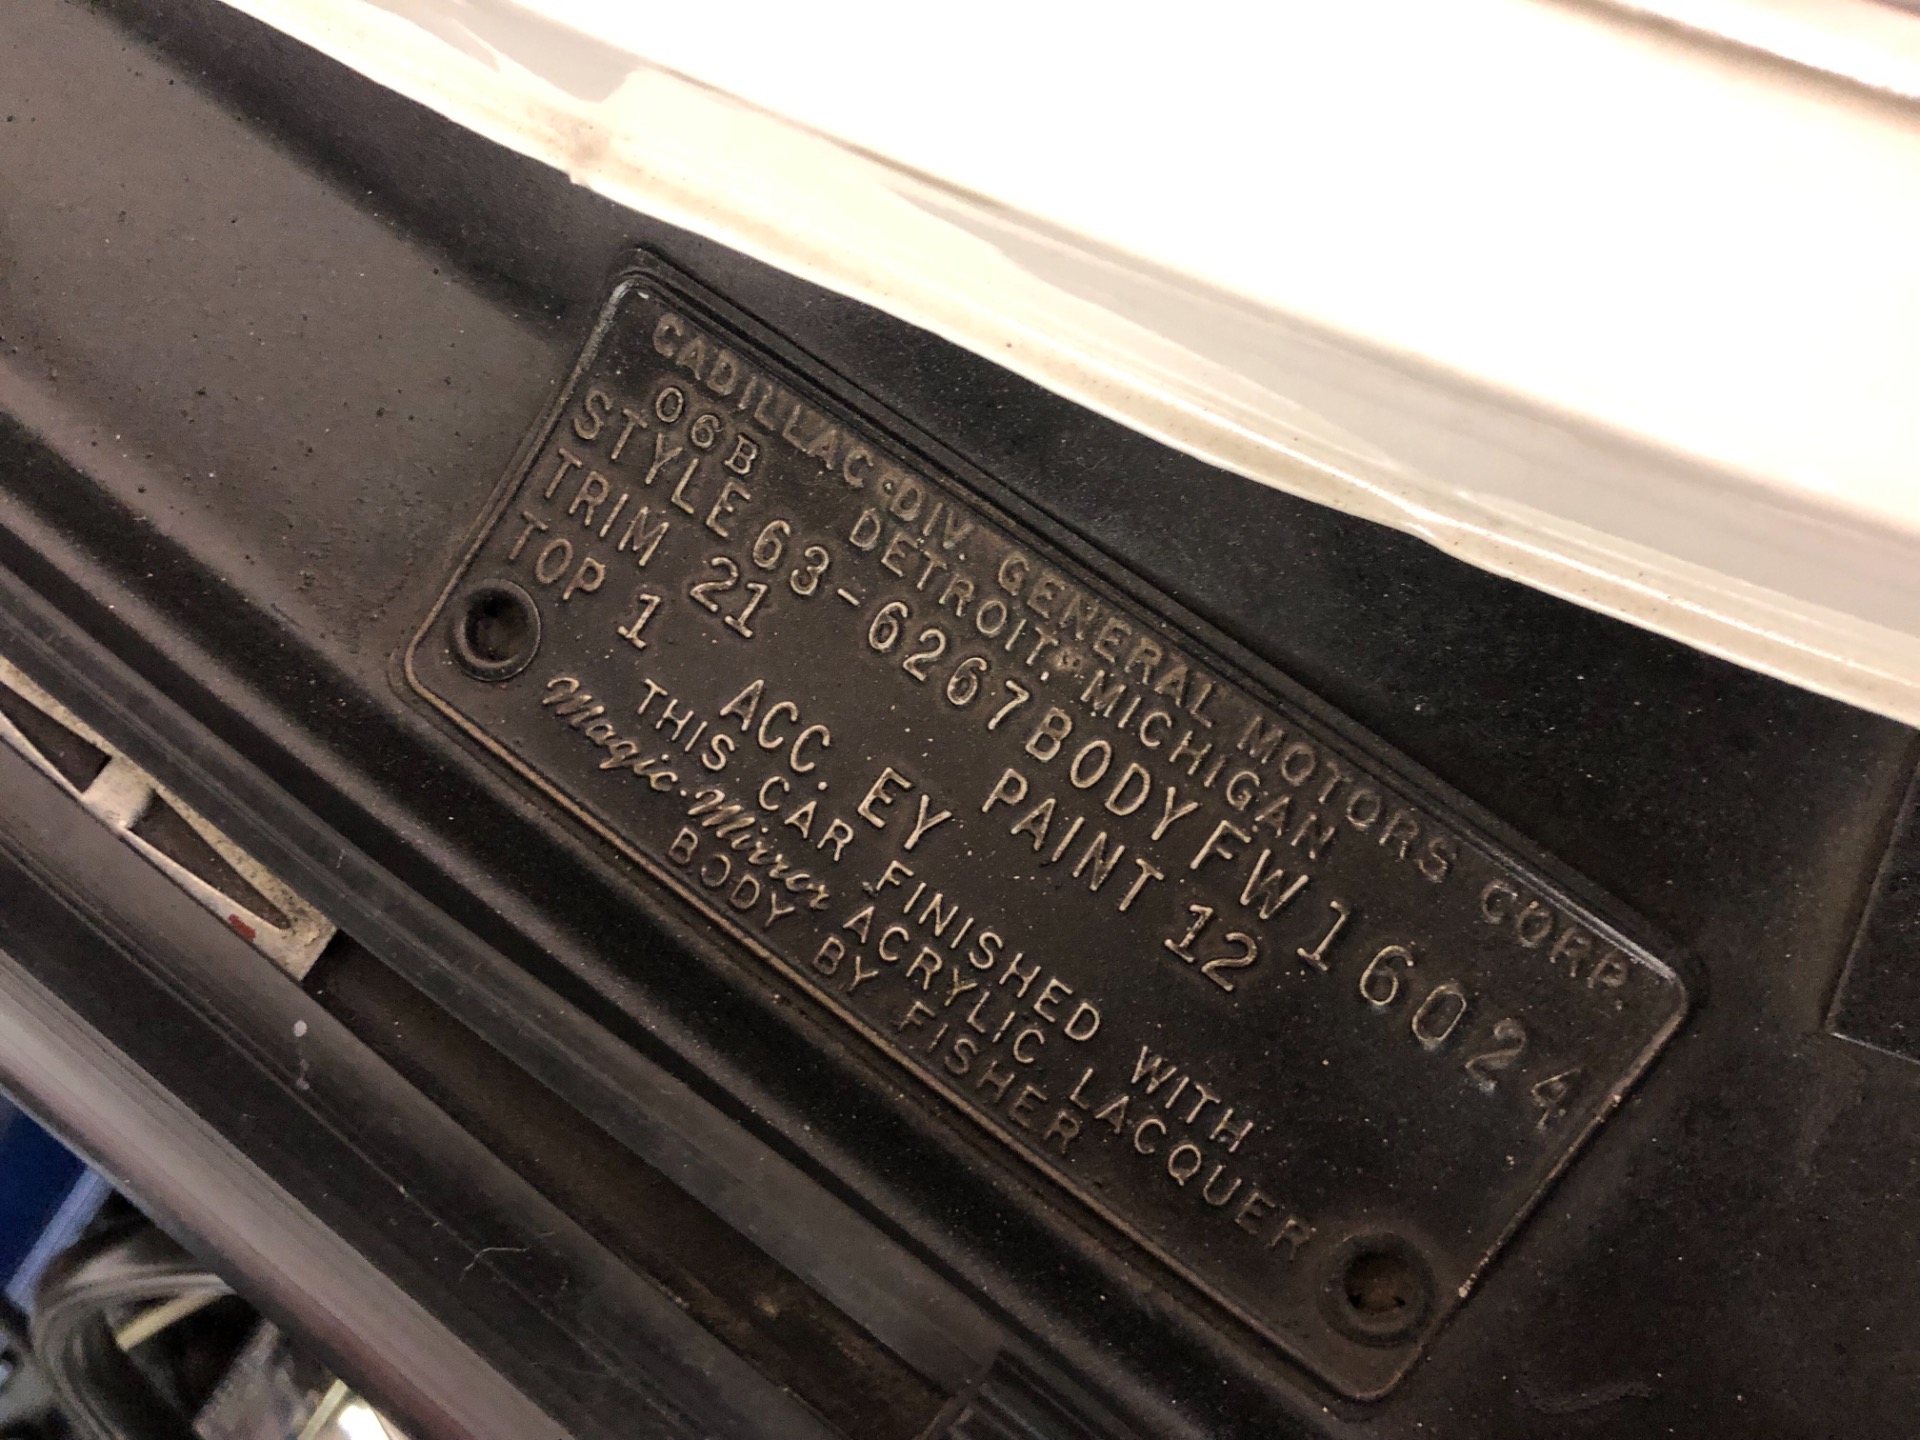 CADILLAC DIV. GENERAL MOTORS CORP.
06B DETROIT, MICHIGAN
STYLE 63-6267 BODY FW 16024
TRIM 21 PAINT 12
TOP 1 ACC. EY
THIS CAR FINISHED WITH
Magic-Mirror ACRYLIC LACQUER
BODY BY FISHER